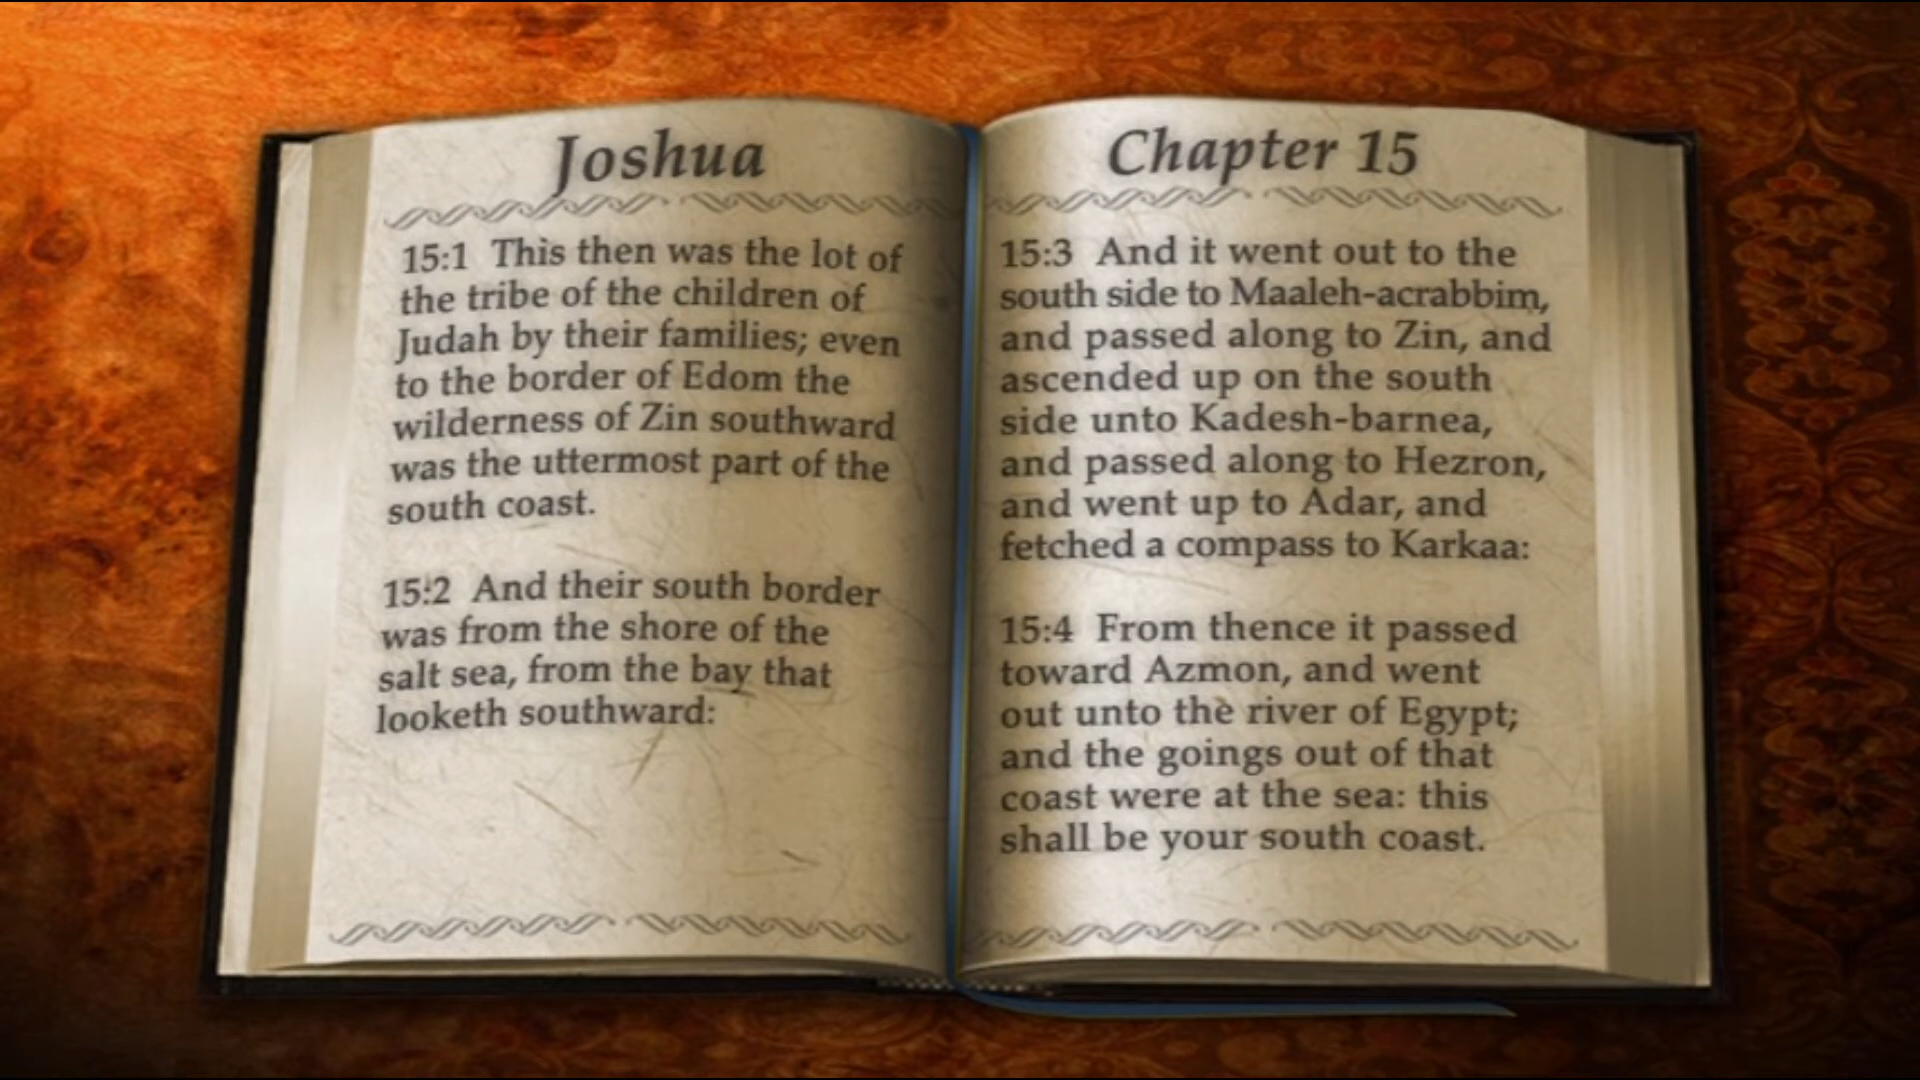 Joshua
15:1 This then was the lot of
the tribe of the children of
Judah by their families; even
to the border of Edom the
wilderness of Zin southward
was the uttermost part of the
south coast.
15:2 And their south border
was from the shore of the
salt sea, from the bay that
looketh southward:
Chapter 15
15:3 And it went out to the
south side to Maaleh-acrabbim,
and passed along to Zin, and
ascended up on the south
side unto Kadesh-barnea,
and passed along to Hezron,
and went up to Adar, and
fetched a compass to Karkaa:
15:4 From thence it passed
toward Azmon, and went
out unto the river of Egypt;
and the goings out of that
coast were at the sea: this
shall be your south coast.